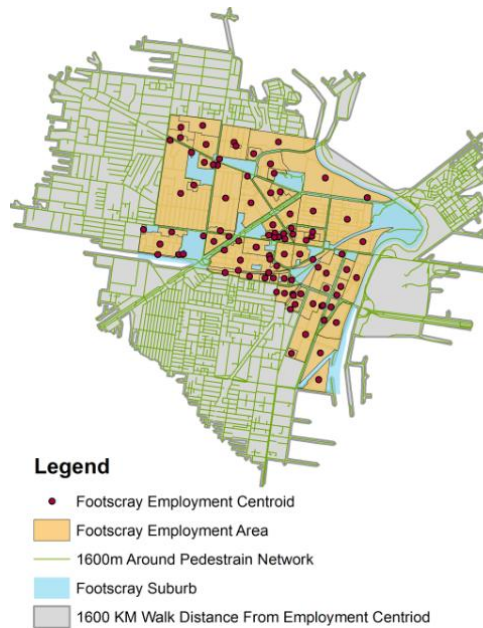 Legend
Footscray Employment Centroid
Footscray Employment Area
1600m Around Pedestrain Network
Footscray Suburb
1600 KM Walk Distance From Employment Centriod